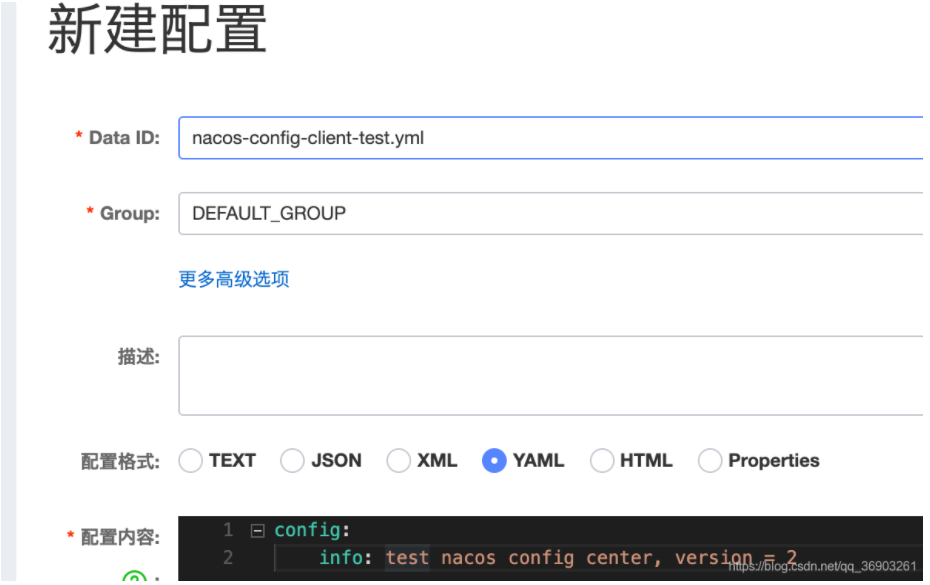 新建配置
* Data ID: nacos-config-client-test.yml
* Group: DEFAULT_GROUP
更多高级选项
描述:
配置格式: TEXT JSON XML YAML HTML Properties
* 配置内容: 1 config:
2 info: test nacos config center, version = 2
? :
https://blog.csdn.net/qq_36903261